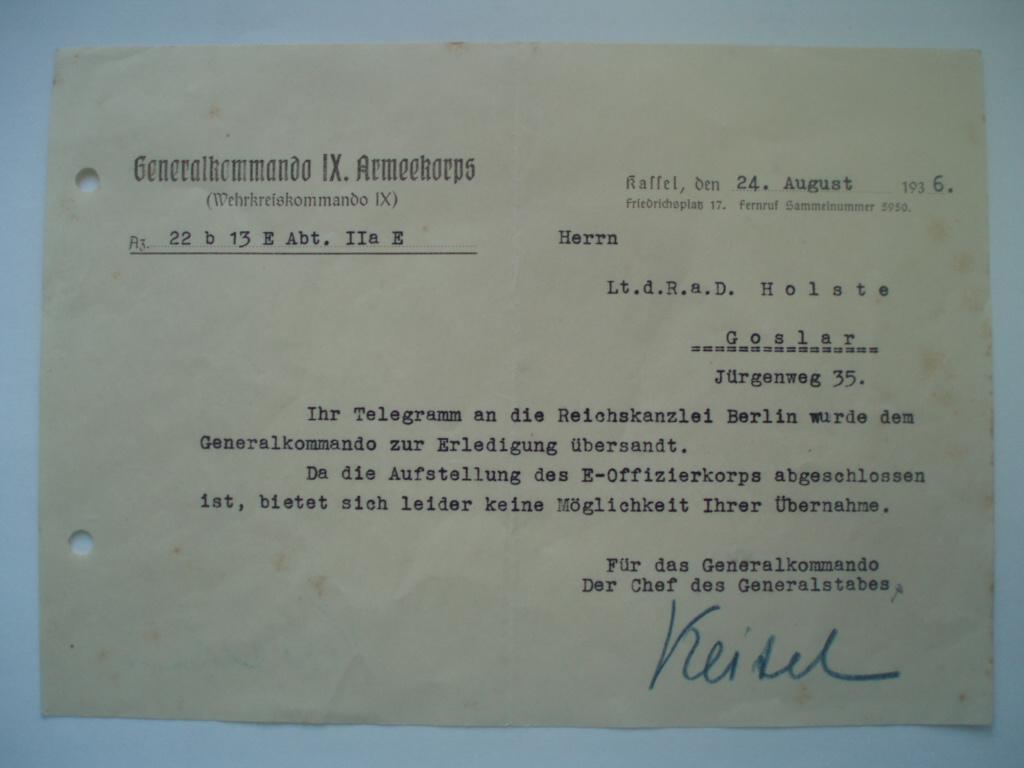 Generalkommando IX. Armeekorps
(Wehrkreiskommando IX)
Az. 22 b 13 E Abt. IIa E
Kassel, den 24. August 1936.
Friedrichsplatz 17. Fernruf Sammelnummer 5950.
Herrn
Lt.d.R.a.D. Holste
Goslar
Jürgenweg 35.
Ihr Telegramm an die Reichskanzlei Berlin wurde dem
Generalkommando zur Erledigung übersandt.
Da die Aufstellung des E-Offizierkorps abgeschlossen
ist, bietet sich leider keine Möglichkeit Ihrer Übernahme.
Für das Generalkommando
Der Chef des Generalstabes
Keitel